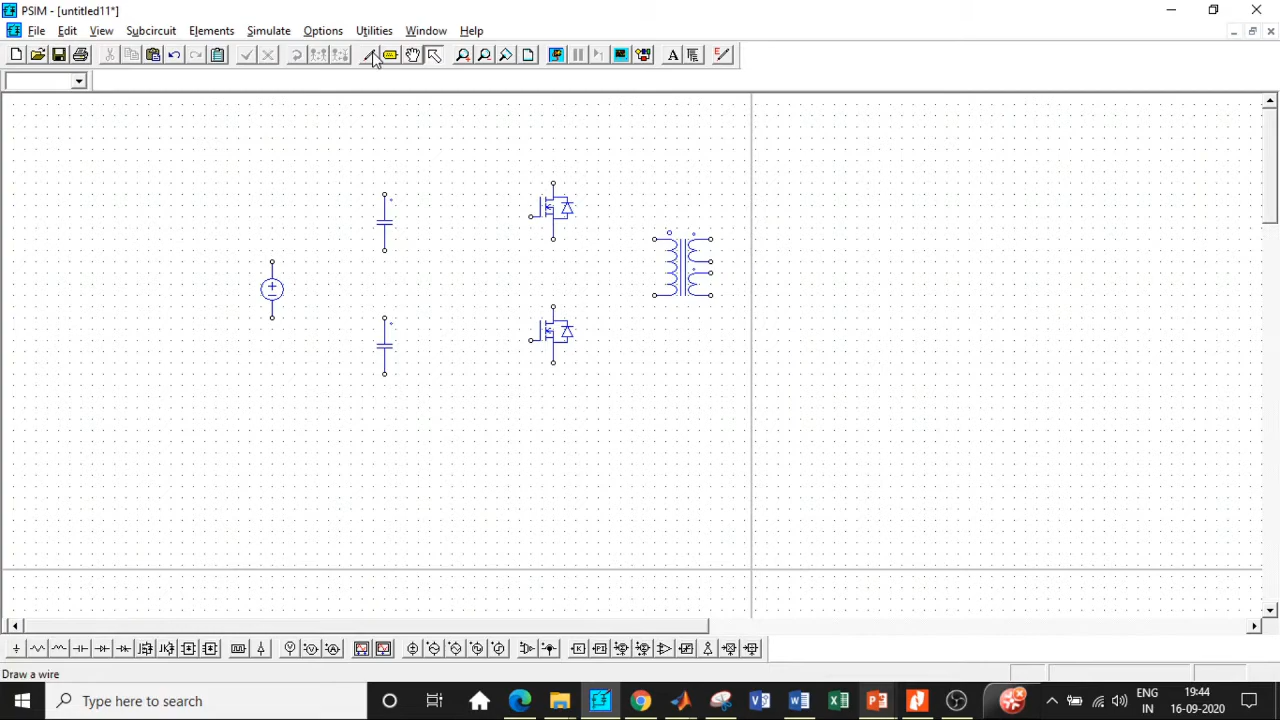 PSIM - [untitled11*]
File Edit View Subcircuit Elements Simulate Options Utilities Window Help
Draw a wire
Type here to search
ENG
IN
19:44
16-09-2020